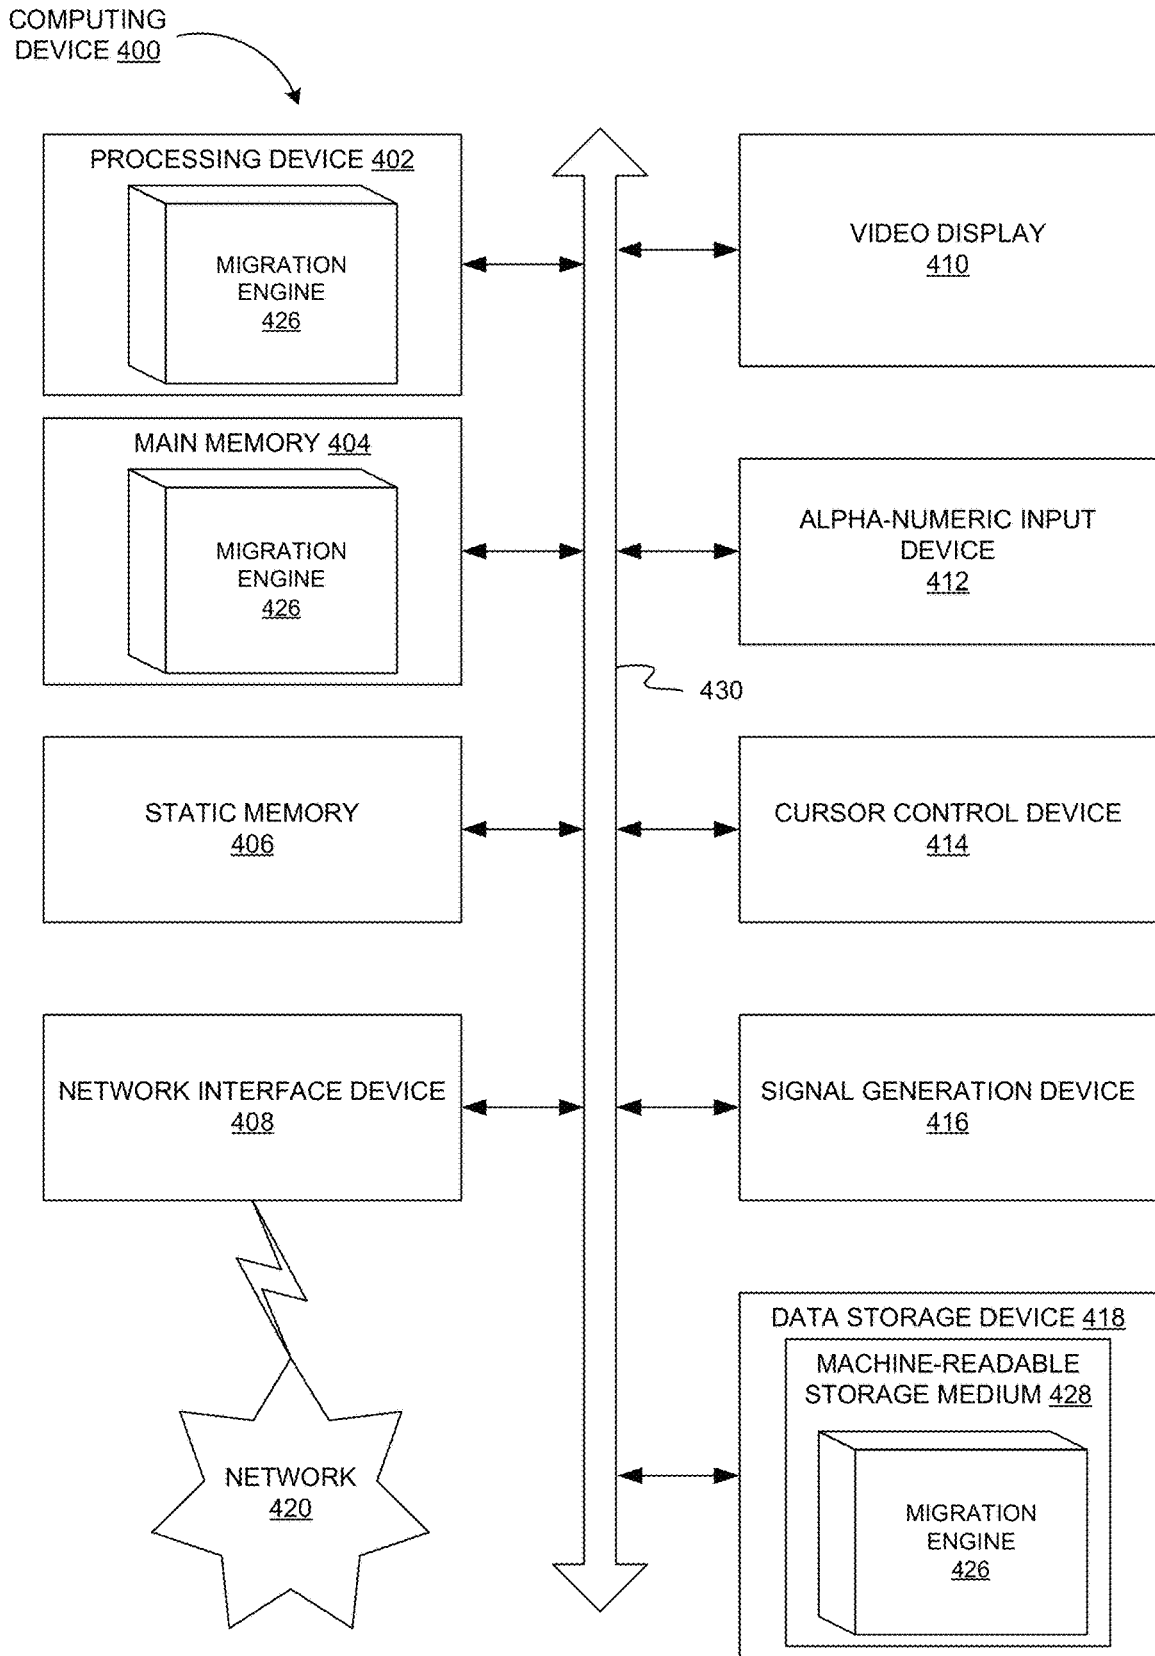 COMPUTING
DEVICE 400
PROCESSING DEVICE 402
MIGRATION
ENGINE
426
MAIN MEMORY 404
MIGRATION
ENGINE
426
STATIC MEMORY
406
NETWORK INTERFACE DEVICE
408
NETWORK
420
430
VIDEO DISPLAY
410
ALPHA-NUMERIC INPUT
DEVICE
412
CURSOR CONTROL DEVICE
414
SIGNAL GENERATION DEVICE
416
DATA STORAGE DEVICE 418
MACHINE-READABLE
STORAGE MEDIUM 428
MIGRATION
ENGINE
426